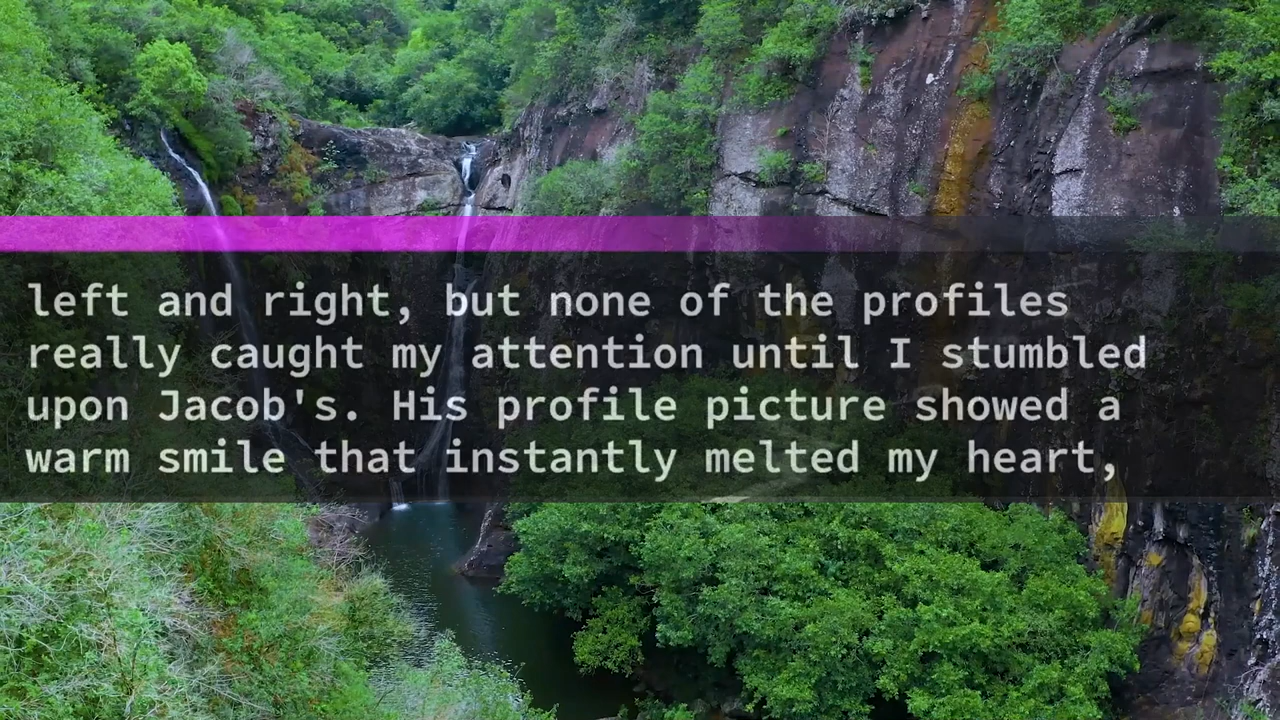 left and right, but none of the profiles
really caught my attention until I stumbled
upon Jacob's. His profile picture showed a
warm smile that instantly melted my heart,